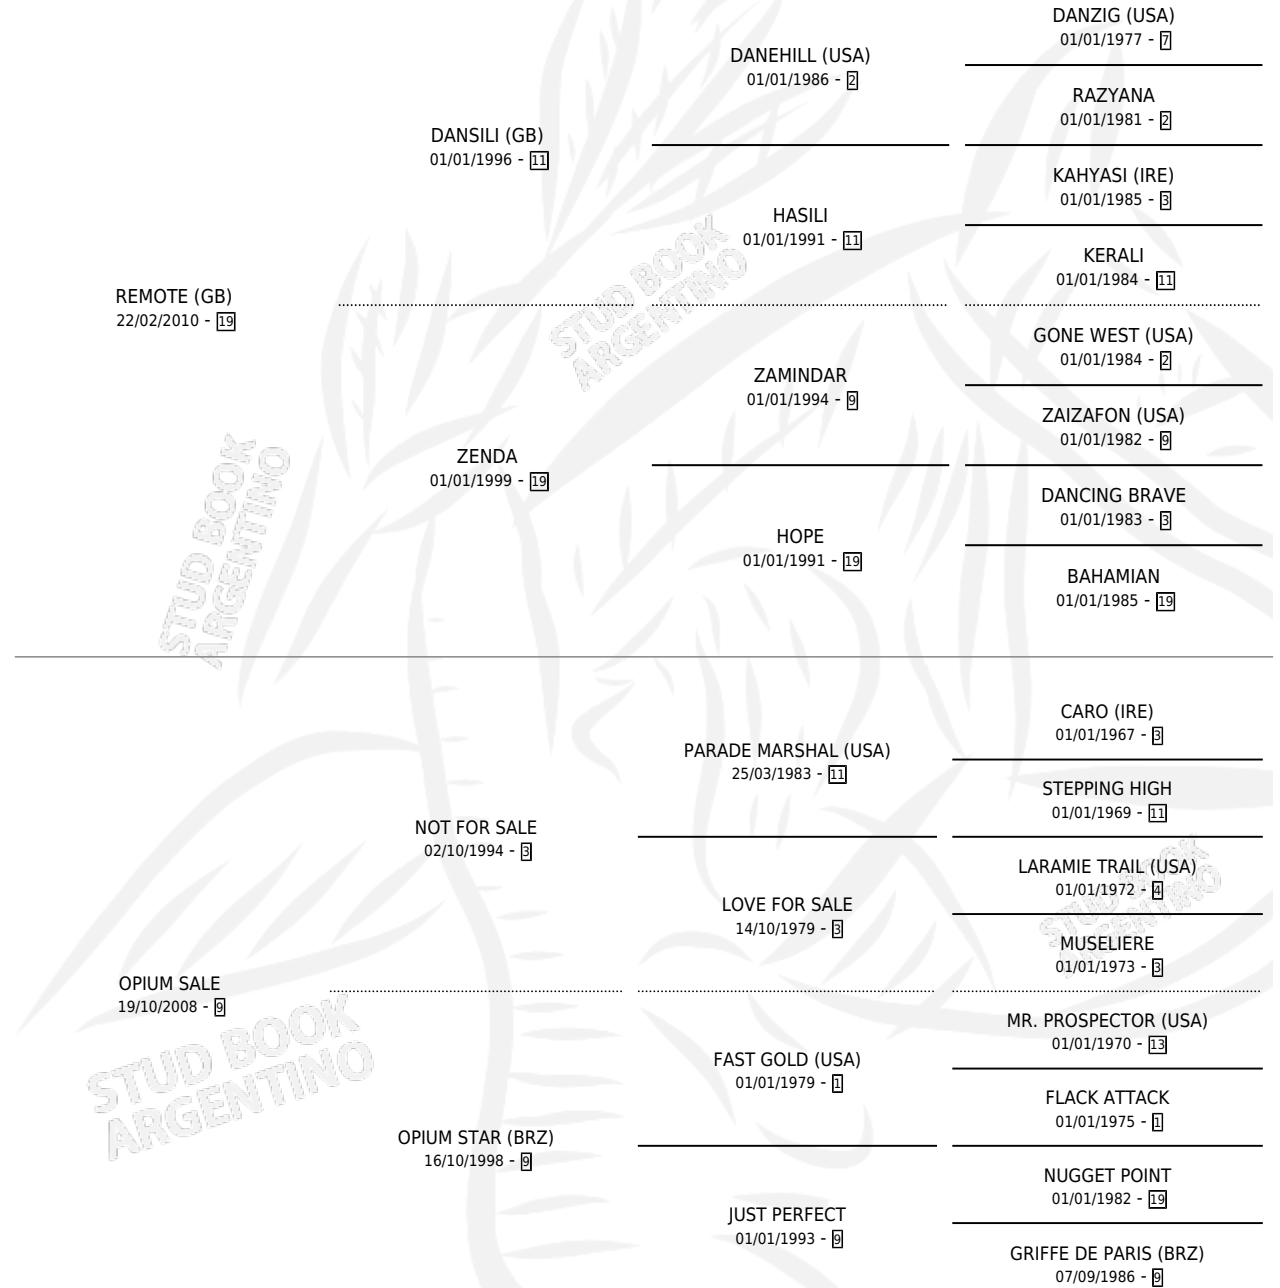 DANZIG (USA)
01/01/1977 - 7
DANEHILL (USA)
01/01/1986 - 2
RAZYANA
01/01/1981 - 2
DANSILI (GB)
01/01/1996 - 11
KAHYASI (IRE)
01/01/1985 - 3
HASILI
01/01/1991 - 11
KERALI
01/01/1984 - 11
REMOTE (GB)
22/02/2010 - 19
STUD BOOK
ARGENTINO
GONE WEST (USA)
01/01/1984 - 2
ZAMINDAR
01/01/1994 - 9
ZAIZAFON (USA)
01/01/1982 - 9
ZENDA
01/01/1999 - 19
DANCING BRAVE
01/01/1983 - 3
HOPE
01/01/1991 - 19
BAHAMIAN
01/01/1985 - 19
STUD BOOK
ARGENTINO
CARO (IRE)
01/01/1967 - 3
PARADE MARSHAL (USA)
25/03/1983 - 11
STEPPING HIGH
01/01/1969 - 11
NOT FOR SALE
02/10/1994 - 3
LARAMIE TRAIL (USA)
01/01/1972 - 4
LOVE FOR SALE
14/10/1979 - 3
STUD BOOK
ARGENTINO
MUSELIERE
01/01/1973 - 3
OPIUM SALE
19/10/2008 - 9
MR. PROSPECTOR (USA)
01/01/1970 - 13
FAST GOLD (USA)
01/01/1979 - 1
STUD BOOK
ARGENTINO
FLACK ATTACK
01/01/1975 - 1
OPIUM STAR (BRZ)
16/10/1998 - 9
NUGGET POINT
01/01/1982 - 19
JUST PERFECT
01/01/1993 - 9
GRIFFE DE PARIS (BRZ)
07/09/1986 - 9